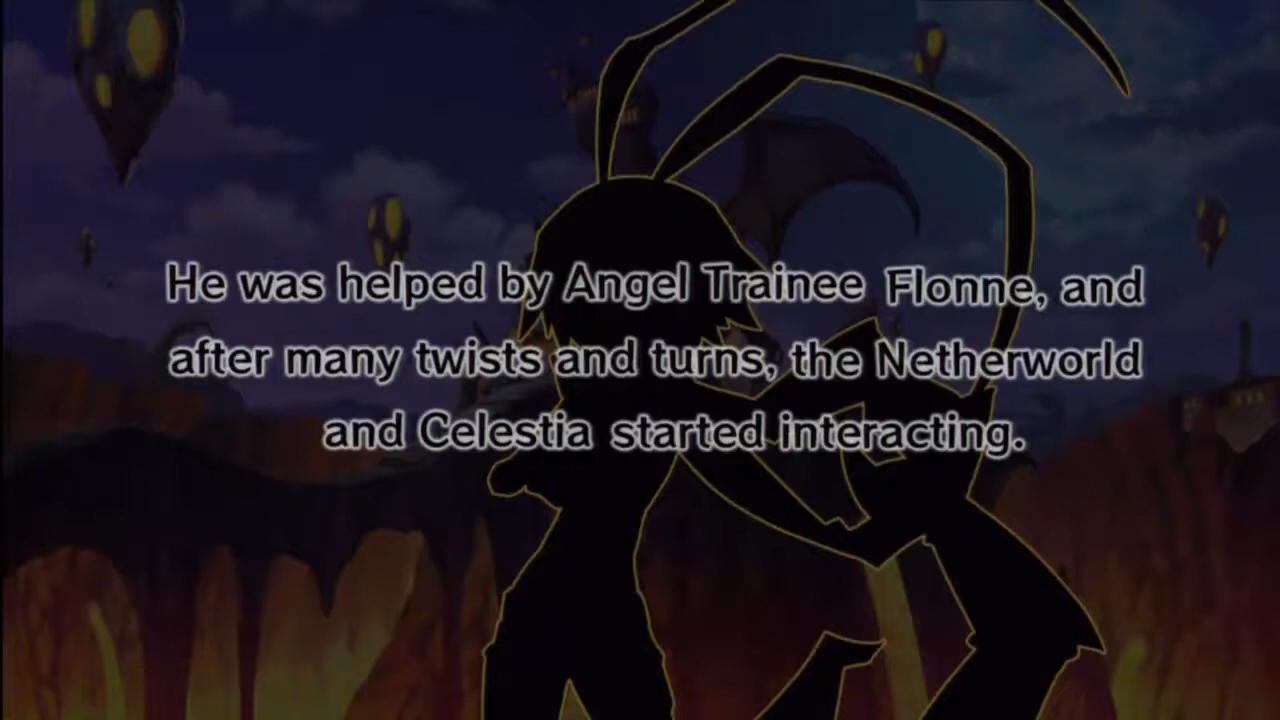 He was helped by Angel Trainee Flonne, and
after many twists and turns, the Netherworld
and Celestia started interacting.